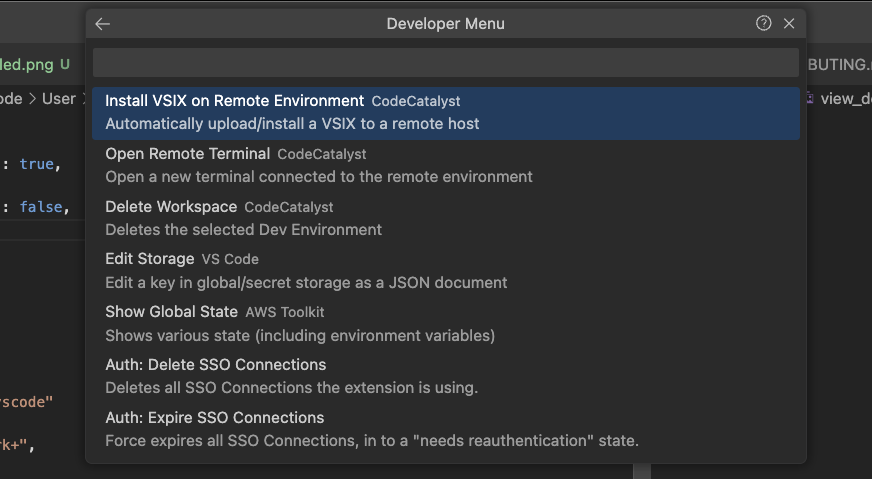 Developer Menu
led.png U
BUTING.
ode > User
view_d
Install VSIX on Remote Environment CodeCatalyst
Automatically upload/install a VSIX to a remote host
Open Remote Terminal CodeCatalyst
Open a new terminal connected to the remote environment
: true,
Delete Workspace CodeCatalyst
: false,
Deletes the selected Dev Environment
Edit Storage VS Code
Edit a key in global/secret storage as a JSON document
Show Global State AWS Toolkit
Shows various state (including environment variables)
Auth: Delete SSO Connections
Deletes all SSO Connections the extension is using.
scode"
Auth: Expire SSO Connections
Force expires all SSO Connections, in to a "needs reauthentication" state.
rk+",